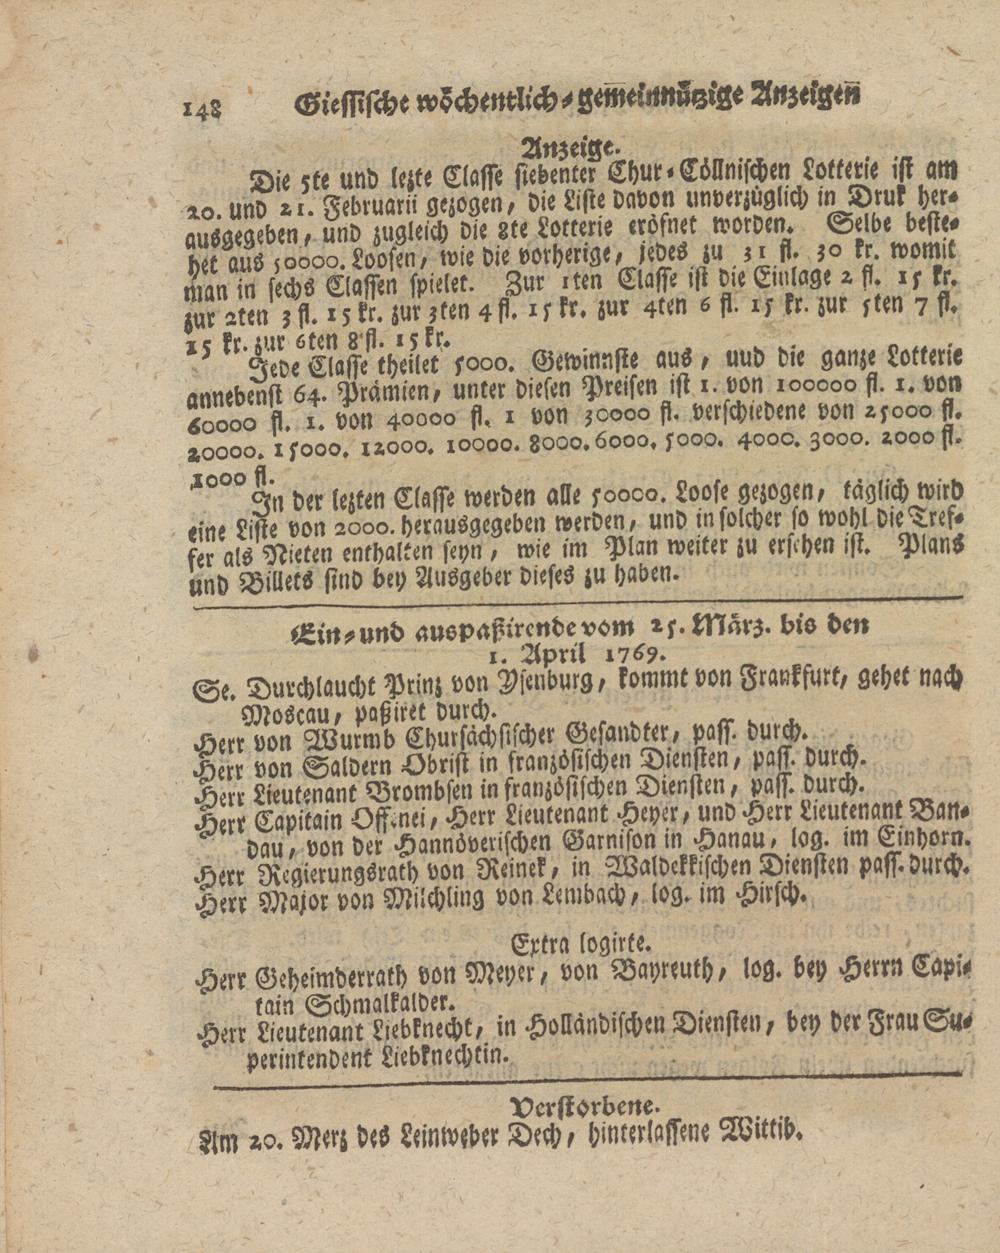 148 Giessische wöchentlich-gem̅einnützige Anzeigen̅
Anzeige.
Die 5te und lezte Classe siebenter Chur-Cöllnischen Lotterie ist am
20. und 21. Februarii gezogen, die Liste davon unverzüglich in Druk her-
ausgegeben, und zugleich die 8te Lotterie eröfnet worden. Selbe beste-
het aus 50000. Loosen, wie die vorherige, jedes zu 31 fl. 30 kr. womit
man in sechs Classen spielet. Zur 1ten Classe ist die Einlage 2 fl. 15 kr.
zur 2ten 3 fl. 15 kr. zur 3ten 4 fl. 15 kr. zur 4ten 6 fl. 15 kr. zur 5ten 7 fl.
15 kr. zur 6ten 8 fl. 15 kr.
Jede Classe theilet 5000. Gewinnste aus, uud die ganze Lotterie
annebenst 64. Prämien, unter diesen Preisen ist 1. von 100000 fl. 1. von
60000 fl. 1. von 40000 fl. 1 von 30000 fl. verschiedene von 25000 fl.
20000. 15000. 12000. 10000. 8000. 6000. 5000. 4000. 3000. 2000 fl.
1000 fl.
In der lezten Classe werden alle 50000. Loose gezogen, täglich wird
eine Liste von 2000. herausgegeben werden, und in solcher so wohl die Tref-
fer als Nieten enthalten seyn, wie im Plan weiter zu ersehen ist. Plans
und Billets sind bey Ausgeber dieses zu haben.
Ein- und auspaßirende vom 25. März. bis den
1. April 1769.
Se. Durchlaucht Prinz von Ysenburg, kommt von Frankfurt, gehet nach
Moscau, paßiret durch.
Herr von Wurmb Chursächsischer Gesandter, pass. durch.
Herr von Saldern Obrist in französischen Diensten, pass. durch.
Herr Lieutenant Brombsen in französischen Diensten, pass. durch.
Herr Capitain Herr Lieutenant Heyer, und Herr Lieutenant Ban-
dau, von der Hannöverischen Garnison in Hanau, log. im Einhorn.
Herr Regierungsrath von Reinek, in Waldekkischen Diensten pass. durch.
Herr Major von Milchling von Lembach, log. im Hirsch.
Extra logirte.
Herr Geheimderrath von Meyer, von Bayreuth, log. bey Herrn Capi-
tain Schmalkalder.
Herr Lieutenant Liebknecht, in Holländischen Diensten, bey der Frau Su-
perintendent Liebknechtin.
Verstorbene.
Am 20. Merz des Leinweber Dech, hinterlassene Wittib.